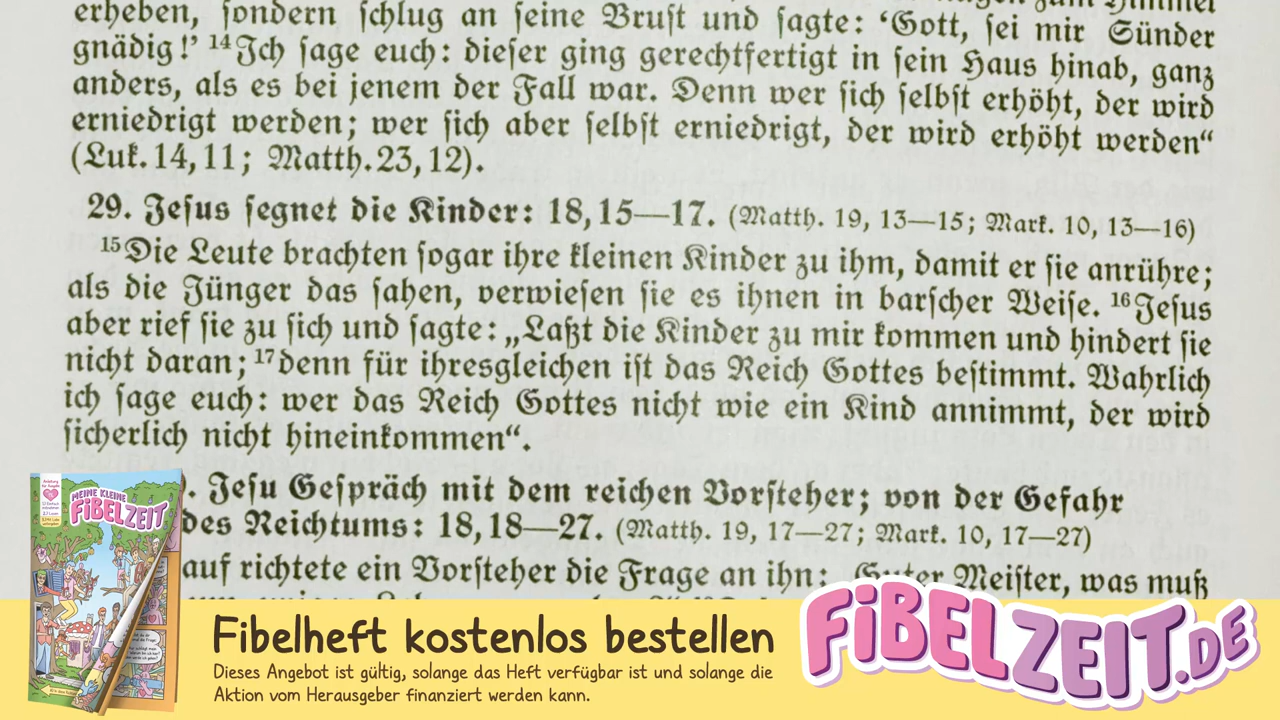 erheben, sondern schlug an seine Brust und sagte: ‘Gott, sei mir Sünder
gnädig!’ ¹⁴Ich sage euch: dieser ging gerechtfertigt in sein Haus hinab, ganz
anders, als es bei jenem der Fall war. Denn wer sich selbst erhöht, der wird
erniedrigt werden; wer sich aber selbst erniedrigt, der wird erhöht werden“
(Luk. 14, 11; Matth. 23, 12).
29. Jesus segnet die Kinder: 18, 15—17. (Matth. 19, 13—15; Mark. 10, 13—16)
¹⁵Die Leute brachten sogar ihre kleinen Kinder zu ihm, damit er sie anrühre;
als die Jünger das sahen, verwiesen sie es ihnen in barscher Weise. ¹⁶Jesus
aber rief sie zu sich und sagte: „Laßt die Kinder zu mir kommen und hindert sie
nicht daran; ¹⁷denn für ihresgleichen ist das Reich Gottes bestimmt. Wahrlich
ich sage euch: wer das Reich Gottes nicht wie ein Kind annimmt, der wird
sicherlich nicht hineinkommen“.
. Jesu Gespräch mit dem reichen Vorsteher; von der Gefahr
des Reichtums: 18, 18—27. (Matth. 19, 17—27; Mark. 10, 17—27)
auf richtete ein Vorsteher die Frage an ihn: Guter Meister, was muß
MEINE KLEINE
FIBELZEIT
Fibelheft kostenlos bestellen
Dieses Angebot ist gültig, solange das Heft verfügbar ist und solange die
Aktion vom Herausgeber finanziert werden kann.
FiBELZEIT.DE